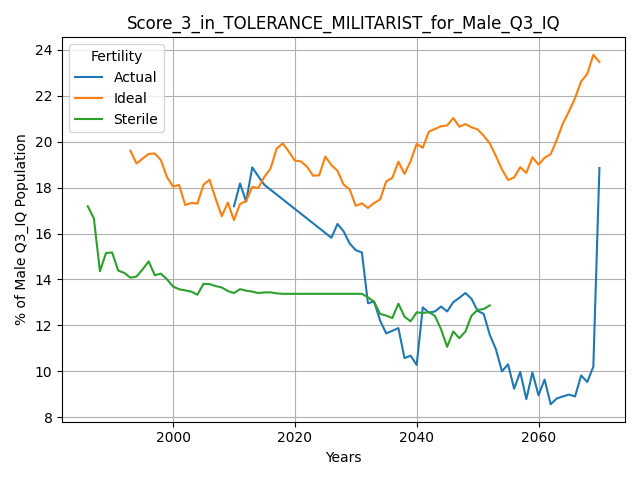 Score_3_in_TOLERANCE_MILITARIST_for_Male_Q3_IQ
Fertility
Actual
Ideal
Sterile
% of Male Q3_IQ Population
24
22
20
18
16
14
12
10
8
2000 2020 2040 2060
Years